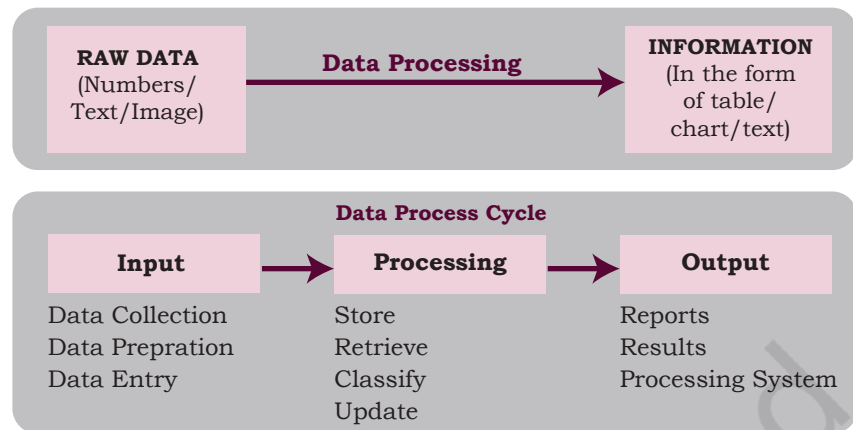 RAW DATA
(Numbers/
Text/Image)
Data Processing
INFORMATION
(In the form
of table/
chart/text)
Data Process Cycle
Input
Processing
Output
Data Collection
Data Prepration
Data Entry
Store
Retrieve
Classify
Update
Reports
Results
Processing System